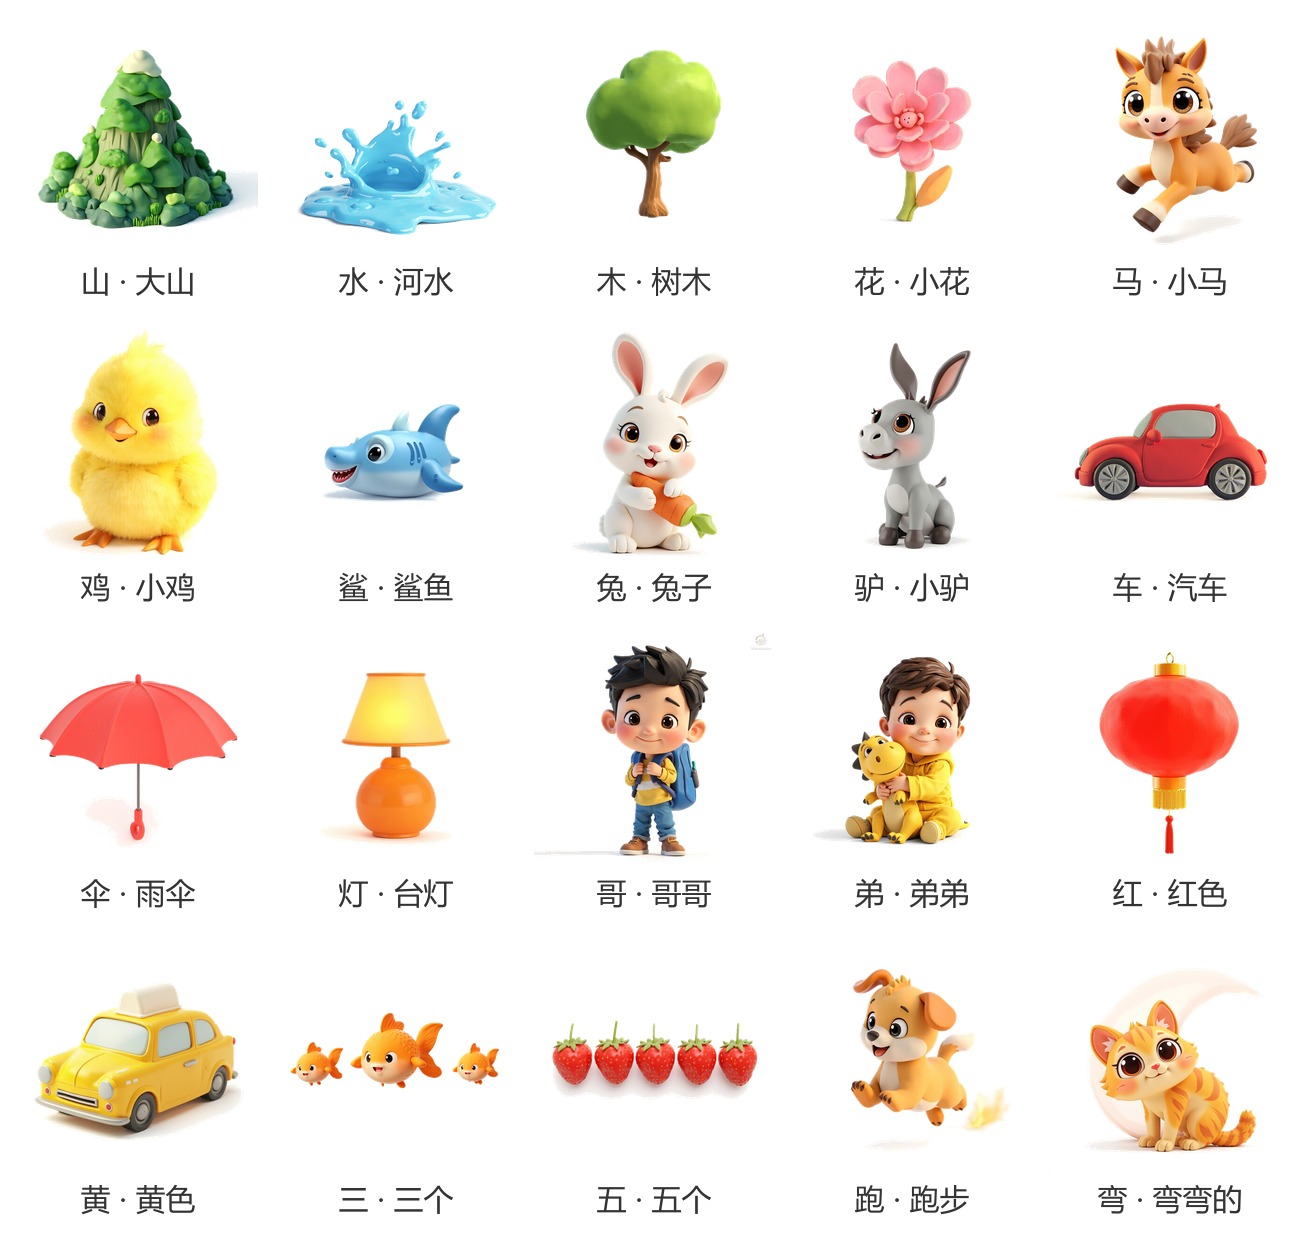 山 · 大山
水 · 河水
木 · 树木
花 · 小花
马 · 小马
鸡 · 小鸡
鲨 · 鲨鱼
兔 · 兔子
驴 · 小驴
车 · 汽车
伞 · 雨伞
灯 · 台灯
哥 · 哥哥
弟 · 弟弟
红 · 红色
黄 · 黄色
三 · 三个
五 · 五个
跑 · 跑步
弯 · 弯弯的